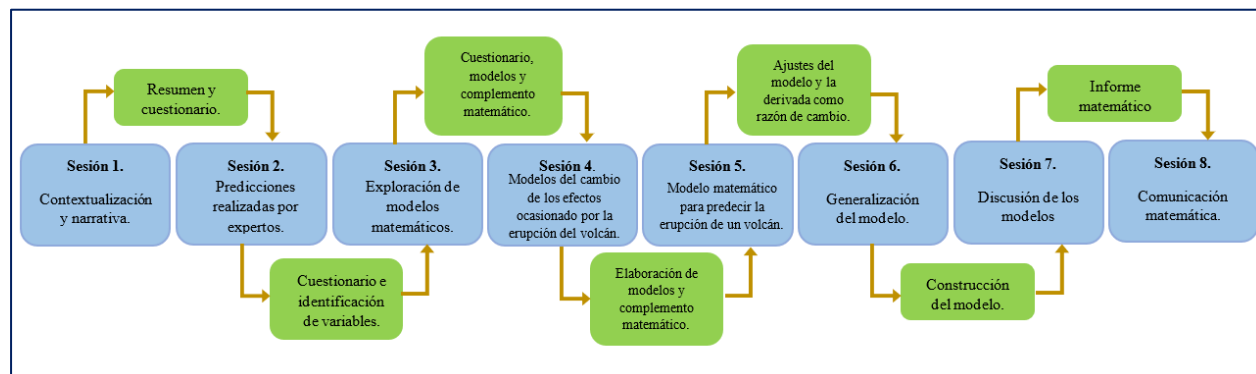 Resumen y
cuestionario.
Cuestionario,
modelos y
complemento
matemático.
Ajustes del
modelo y la
derivada como
razón de cambio.
Informe
matemático
Sesión 1.
Contextualización
y narrativa.
Sesión 2.
Predicciones
realizadas por
expertos.
Sesión 3.
Exploración de
modelos
matemáticos.
Sesión 4.
Modelos del cambio
de los efectos
ocasionado por la
erupción del volcán.
Sesión 5.
Modelo matemático
para predecir la
erupción de un volcán.
Sesión 6.
Generalización
del modelo.
Sesión 7.
Discusión de los
modelos
Sesión 8.
Comunicación
matemática.
Cuestionario e
identificación
de variables.
Elaboración de
modelos y
complemento
matemático.
Construcción
del modelo.